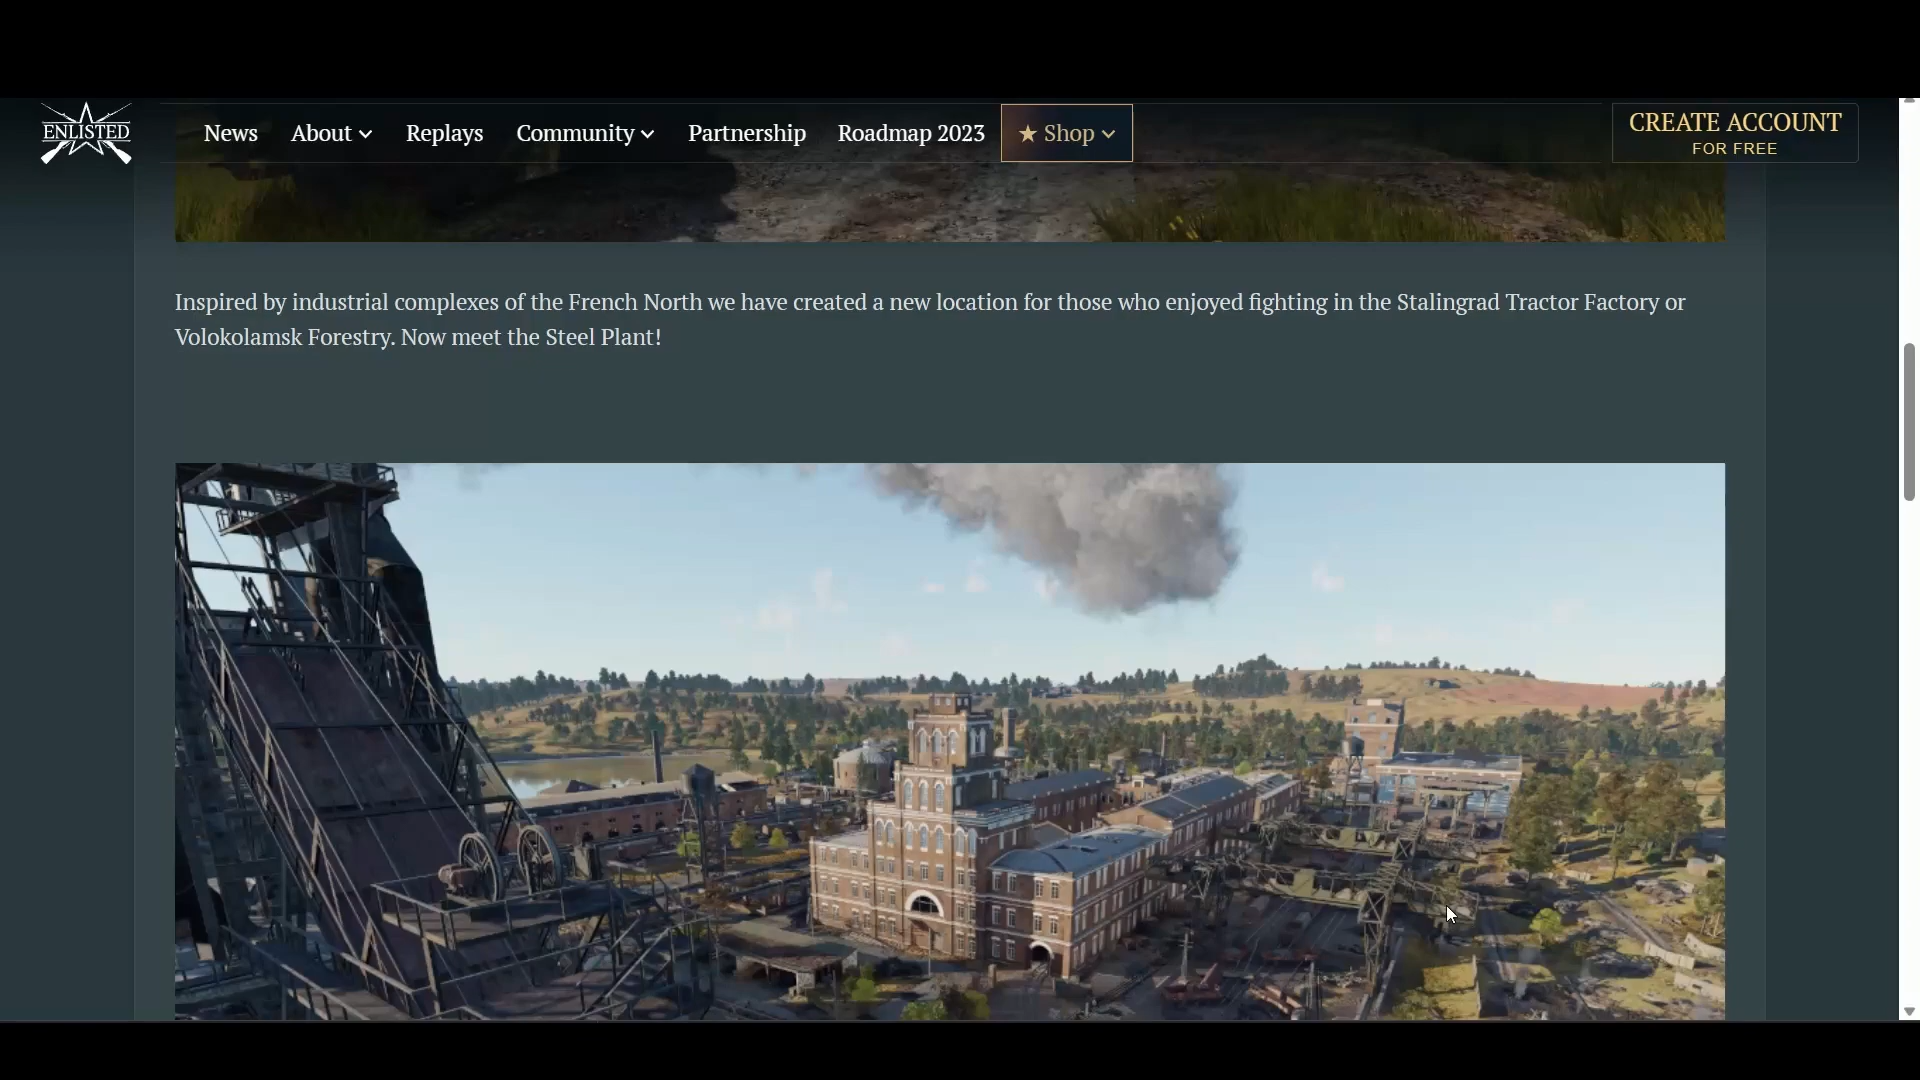 ENLISTED
News
About
Replays
Community
Partnership
Roadmap 2023
★ Shop
CREATE ACCOUNT
FOR FREE
Inspired by industrial complexes of the French North we have created a new location for those who enjoyed fighting in the Stalingrad Tractor Factory or
Volokolamsk Forestry. Now meet the Steel Plant!